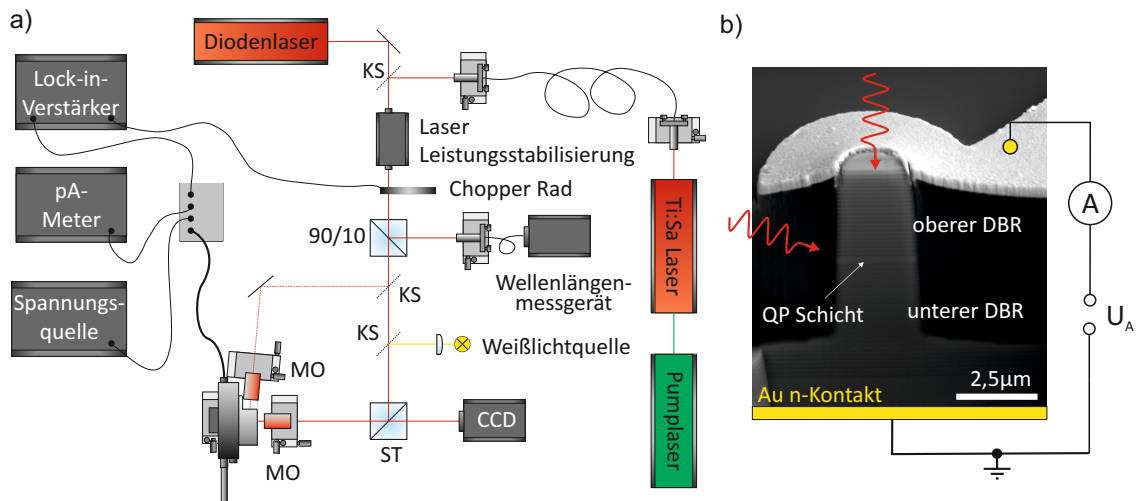 a)
Diodenlaser
KS
Lock-in-
Verstärker
Laser
Leistungsstabilisierung
Chopper Rad
pA-
Meter
90/10
Wellenlängen-
messgerät
Ti:Sa Laser
KS
Spannungs-
quelle
KS
Weißlichtquelle
MO
Pumplaser
CCD
ST
MO
b)
A
oberer DBR
QP Schicht
unterer DBR
U_A
2,5µm
Au n-Kontakt